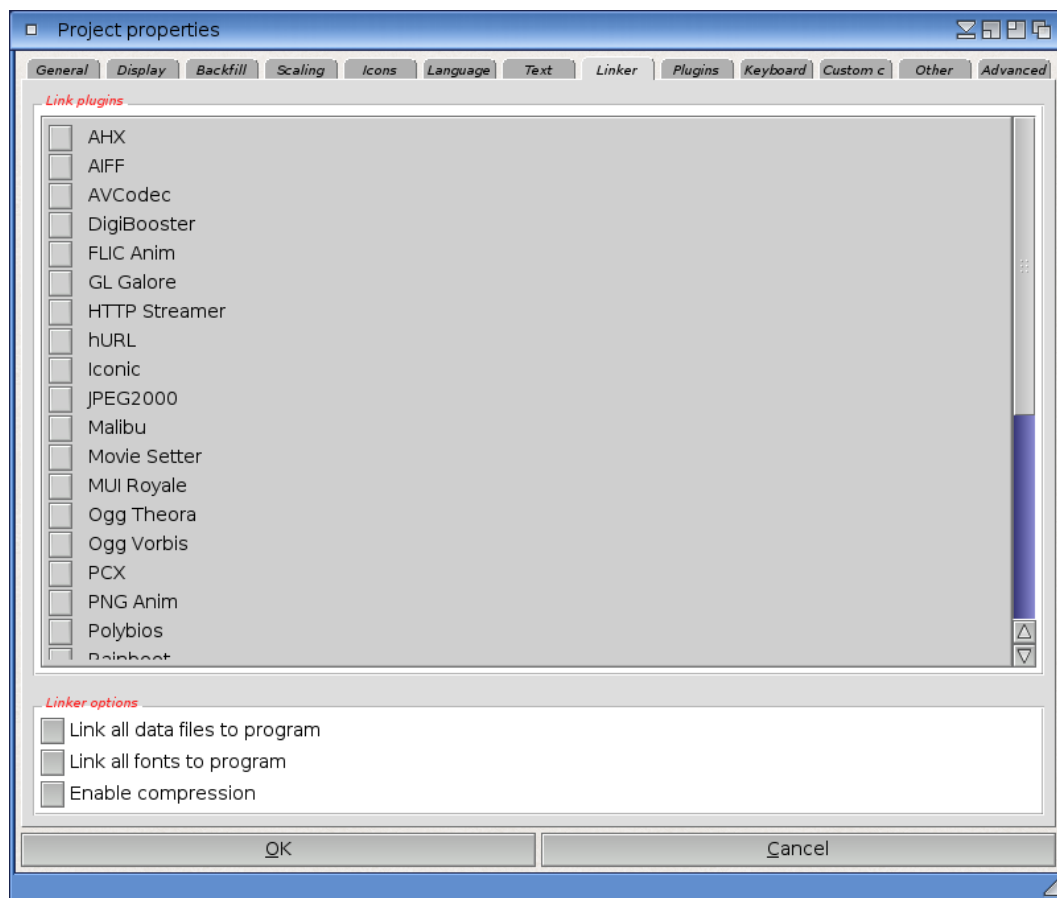 Project properties
General Display Backfill Scaling Icons Language Text Linker Plugins Keyboard Custom c Other Advanced
Link plugins
AHX
AIFF
AVCodec
DigiBooster
FLIC Anim
GL Galore
HTTP Streamer
hURL
Iconic
JPEG2000
Malibu
Movie Setter
MUI Royale
Ogg Theora
Ogg Vorbis
PCX
PNG Anim
Polybios
Linker options
Link all data files to program
Link all fonts to program
Enable compression
OK Cancel